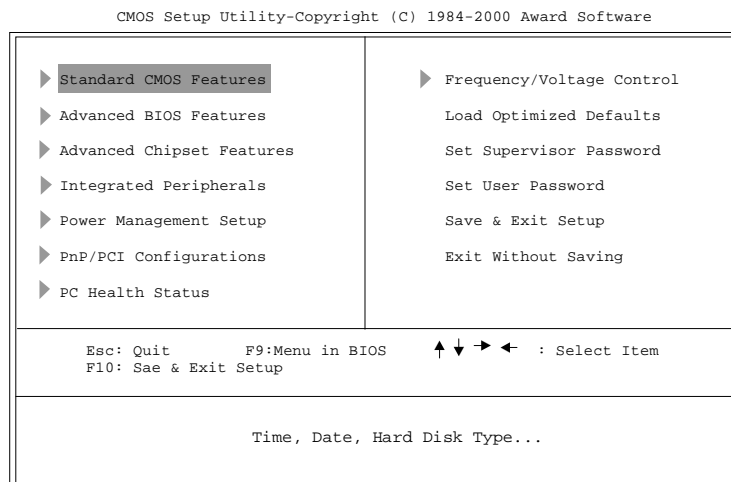 CMOS Setup Utility-Copyright (C) 1984-2000 Award Software
Standard CMOS Features
Advanced BIOS Features
Advanced Chipset Features
Integrated Peripherals
Power Management Setup
PnP/PCI Configurations
PC Health Status
Frequency/Voltage Control
Load Optimized Defaults
Set Supervisor Password
Set User Password
Save & Exit Setup
Exit Without Saving
Esc: Quit F9:Menu in BIOS : Select Item
F10: Sae & Exit Setup
Time, Date, Hard Disk Type...